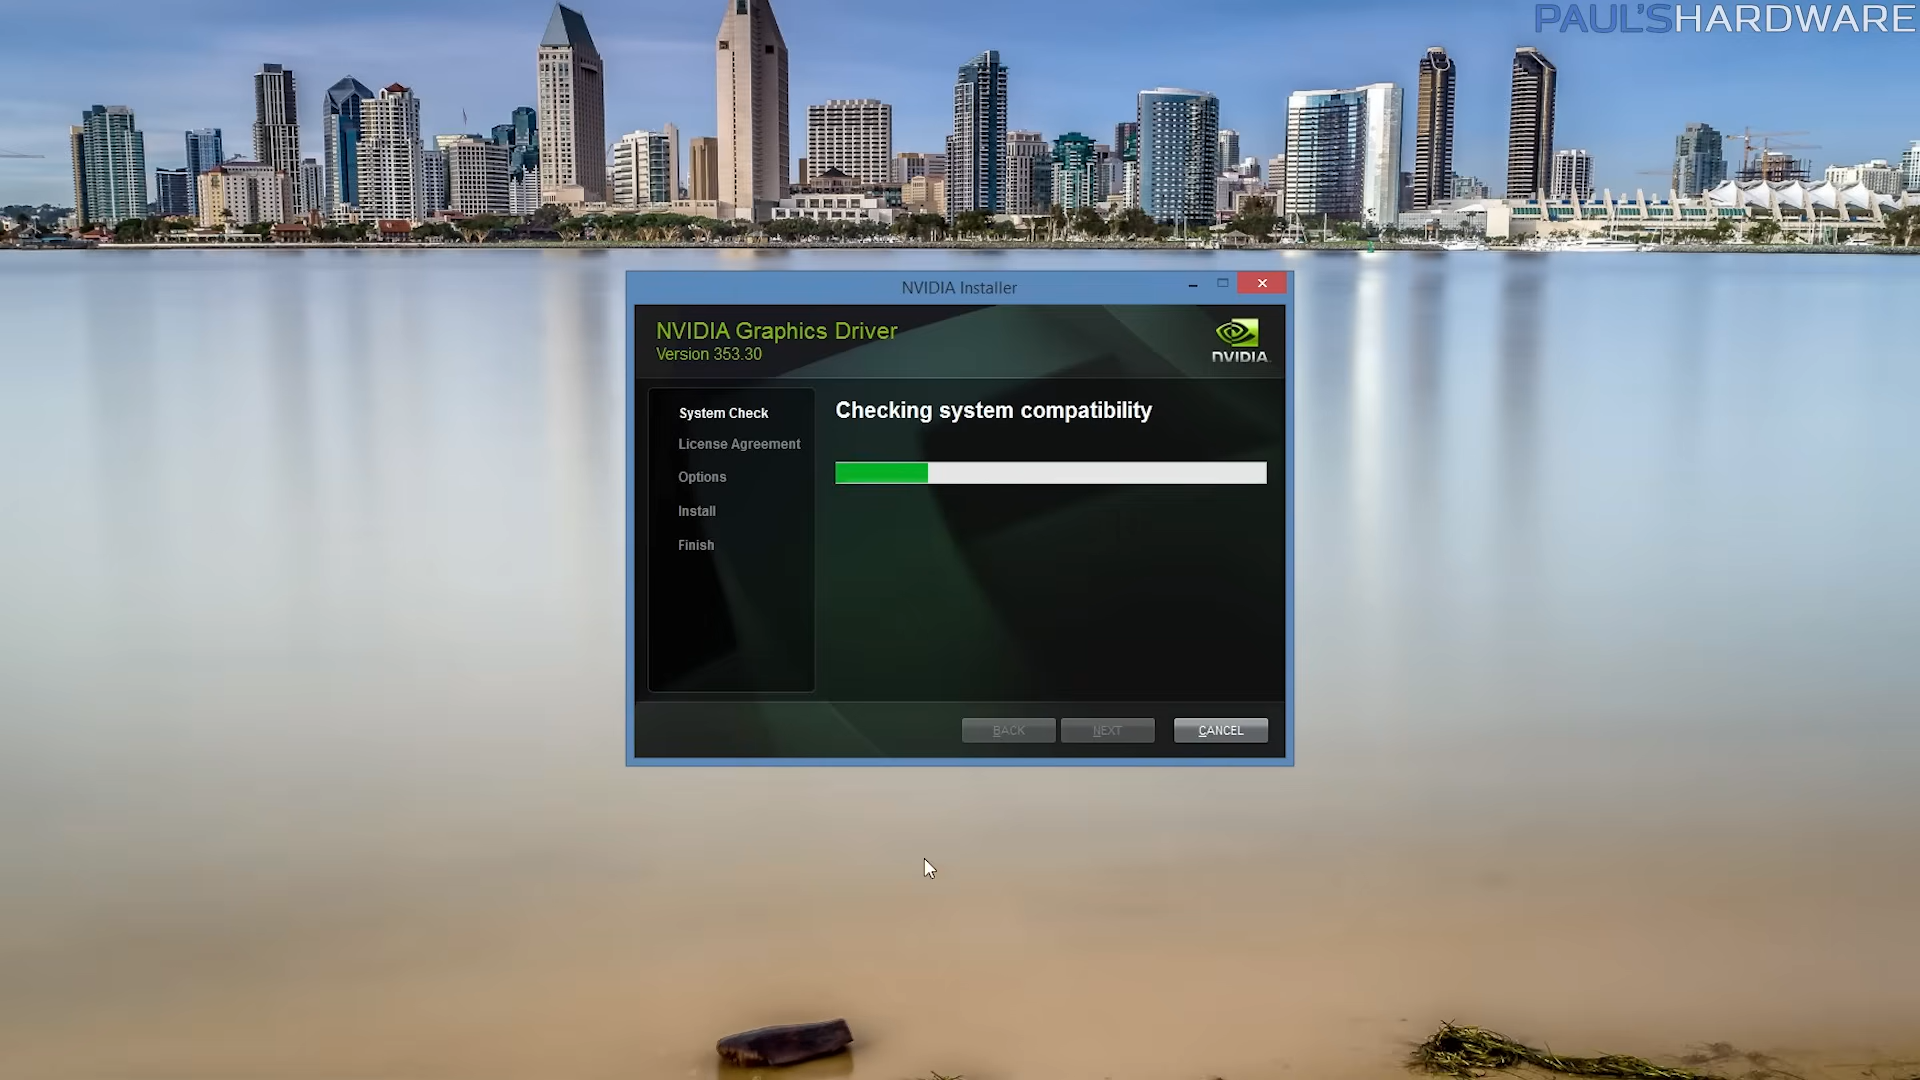 PAUL'SHARDWARE
NVIDIA Installer
NVIDIA Graphics Driver
Version 353.30
NVIDIA
System Check
License Agreement
Options
Install
Finish
Checking system compatibility
BACK
NEXT
CANCEL